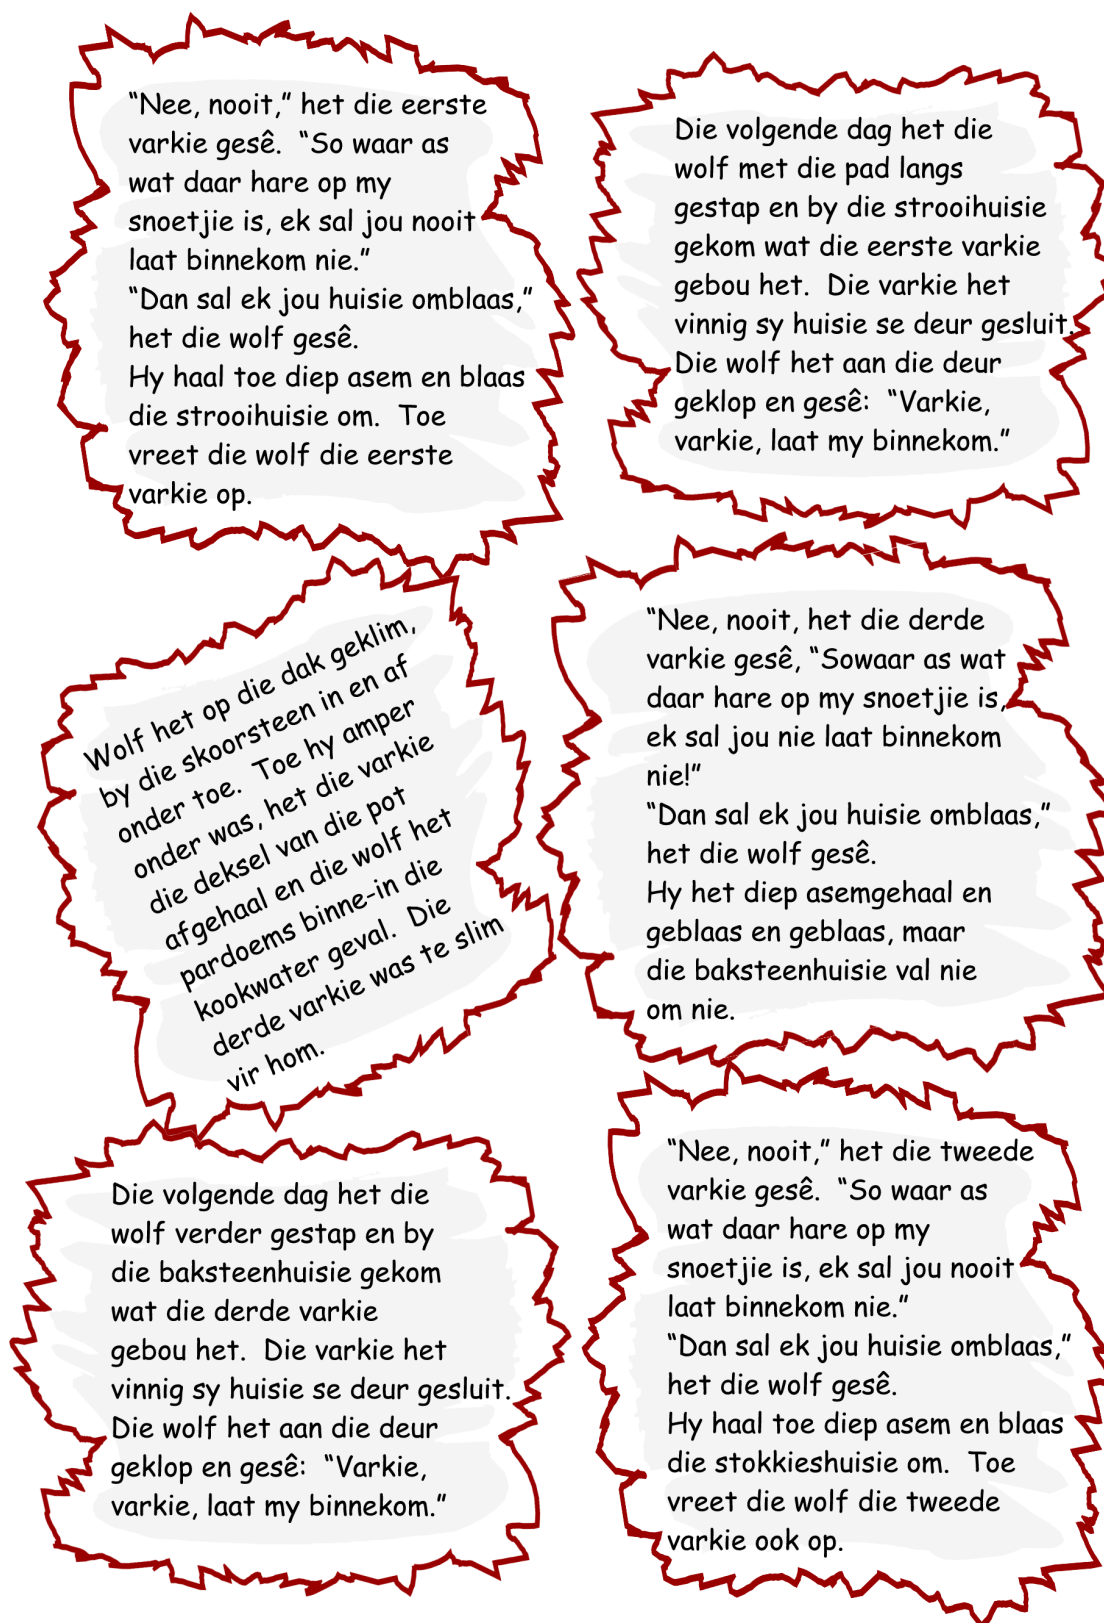 “Nee, nooit,” het die eerste
varkie gesê.  “So waar as
wat daar hare op my
snoetjie is, ek sal jou nooit
laat binnekom nie.”
“Dan sal ek jou huisie omblaas,”
het die wolf gesê.
Hy haal toe diep asem en blaas
die strooihuisie om.  Toe
vreet die wolf die eerste
varkie op.
Die volgende dag het die
wolf met die pad langs
gestap en by die strooihuisie
gekom wat die eerste varkie
gebou het.  Die varkie het
vinnig sy huisie se deur gesluit.
Die wolf het aan die deur
geklop en gesê:  “Varkie,
varkie, laat my binnekom.”
Wolf het op die dak geklim,
by die skoorsteen in en af
onder toe.  Toe hy amper
onder was, het die varkie
die deksel van die pot
afgehaal en die wolf het
pardoems binne-in die
kookwater geval.  Die
derde varkie was te slim
vir hom.
“Nee, nooit, het die derde
varkie gesê, “Sowaar as wat
daar hare op my snoetjie is,
ek sal jou nie laat binnekom
nie!”
“Dan sal ek jou huisie omblaas,”
het die wolf gesê.
Hy het diep asemgehaal en
geblaas en geblaas, maar
die baksteenhuisie val nie
om nie.
Die volgende dag het die
wolf verder gestap en by
die baksteenhuisie gekom
wat die derde varkie
gebou het.  Die varkie het
vinnig sy huisie se deur gesluit.
Die wolf het aan die deur
geklop en gesê:  “Varkie,
varkie, laat my binnekom.”
“Nee, nooit,” het die tweede
varkie gesê.  “So waar as
wat daar hare op my
snoetjie is, ek sal jou nooit
laat binnekom nie.”
“Dan sal ek jou huisie omblaas,”
het die wolf gesê.
Hy haal toe diep asem en blaas
die stokkieshuisie om.  Toe
vreet die wolf die tweede
varkie ook op.